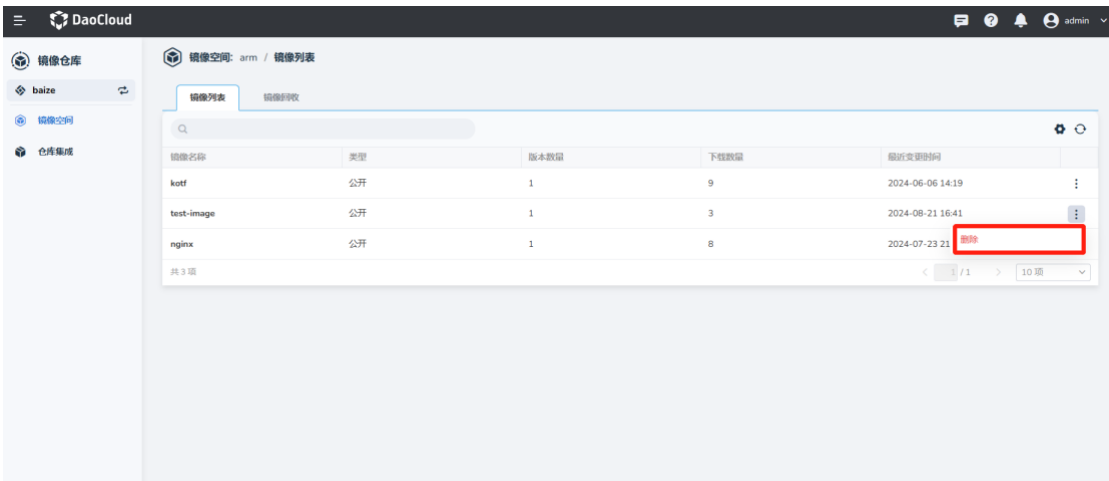 DaoCloud
admin
镜像仓库
镜像空间: arm / 镜像列表
baize
镜像列表 镜像回收
镜像空间
仓库集成
镜像名称 类型 版本数量 下载数量 最近变更时间
kotf 公开 1 9 2024-06-06 14:19
test-image 公开 1 3 2024-08-21 16:41
nginx 公开 1 8 2024-07-23 21
删除
共 3 项 1 / 1 10 项